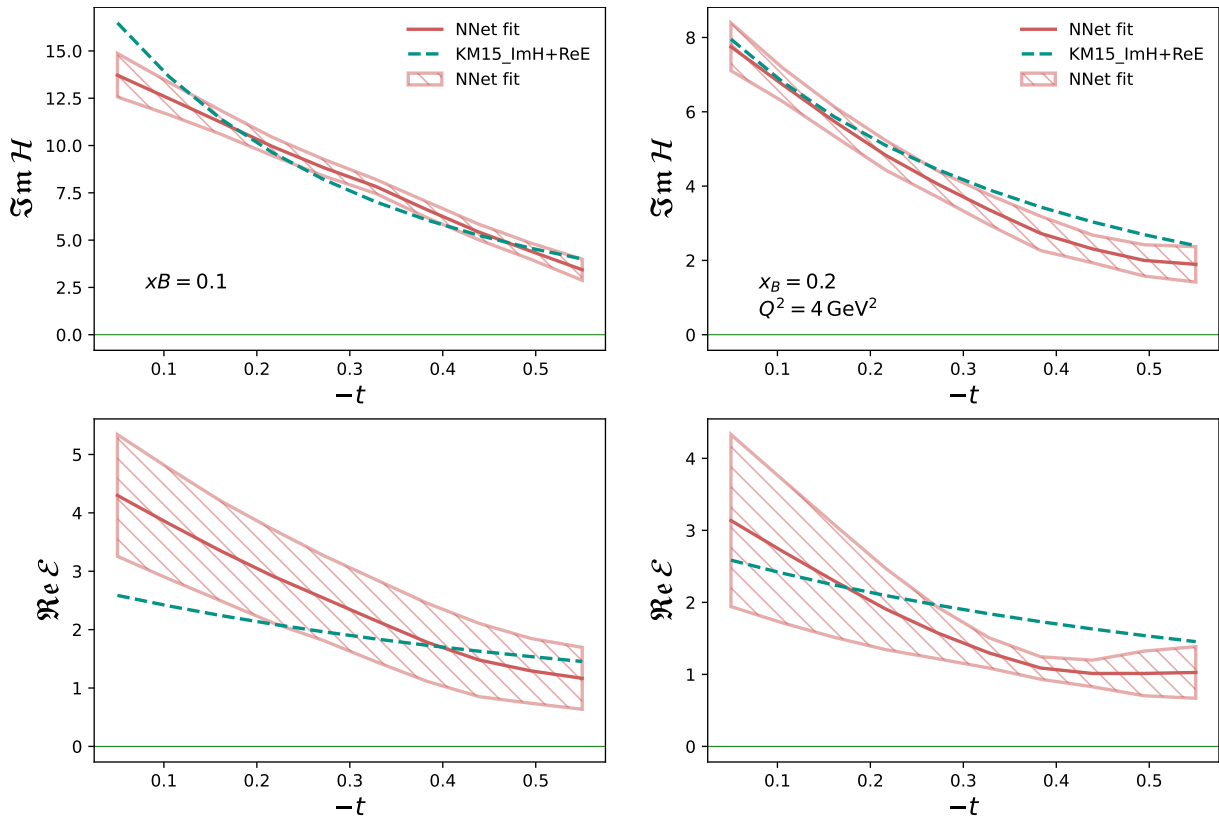 NNet fit
KM15_ImH+ReE
NNet fit
15.0
12.5
10.0
7.5
5.0
2.5
0.0
𝕴𝖒 ℋ
xB = 0.1
0.1 0.2 0.3 0.4 0.5
−t
NNet fit
KM15_ImH+ReE
NNet fit
8
6
4
2
0
𝕴𝖒 ℋ
x_B = 0.2
Q² = 4 GeV²
0.1 0.2 0.3 0.4 0.5
−t
5
4
3
2
1
0
𝕽𝖊 ℰ
0.1 0.2 0.3 0.4 0.5
−t
4
3
2
1
0
𝕽𝖊 ℰ
0.1 0.2 0.3 0.4 0.5
−t